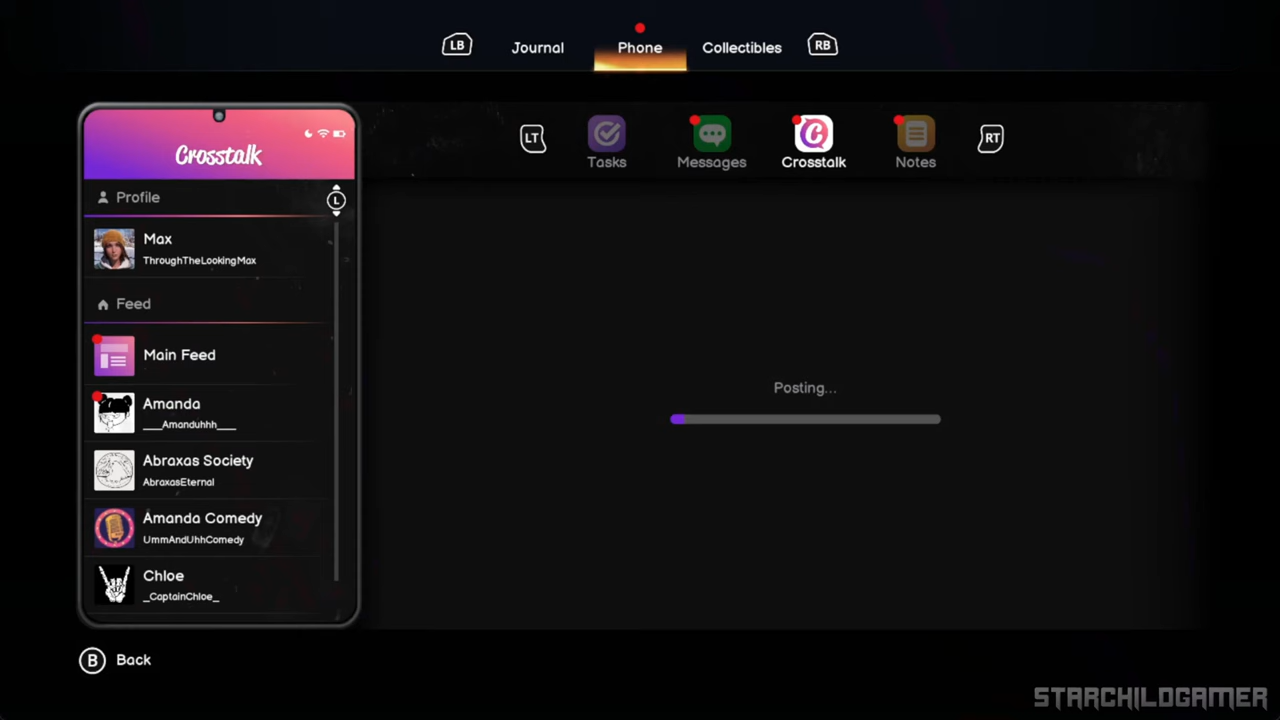 LB Journal Phone Collectibles RB
Crosstalk
LT Tasks Messages Crosstalk Notes RT
Profile
L
Max
ThroughTheLookingMax
Feed
Main Feed
Amanda
____Amanduhhh____
Abraxas Society
AbraxasEternal
Amanda Comedy
UmmAndUhhComedy
Chloe
_CaptainChloe_
Posting...
B Back
STARCHILDGAMER